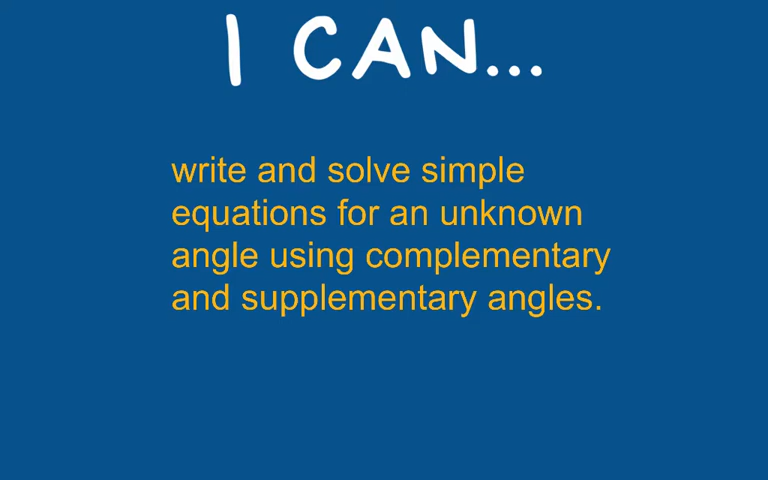 I CAN...
write and solve simple
equations for an unknown
angle using complementary
and supplementary angles.